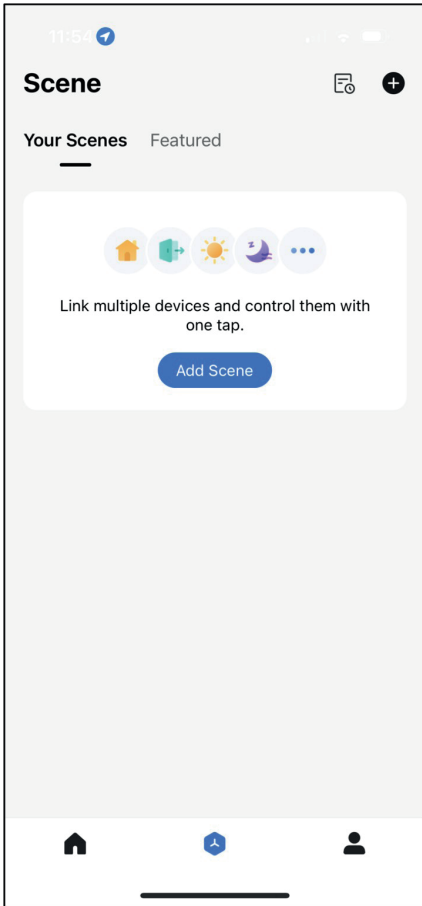 11:54
Scene
Your Scenes Featured
Link multiple devices and control them with
one tap.
Add Scene